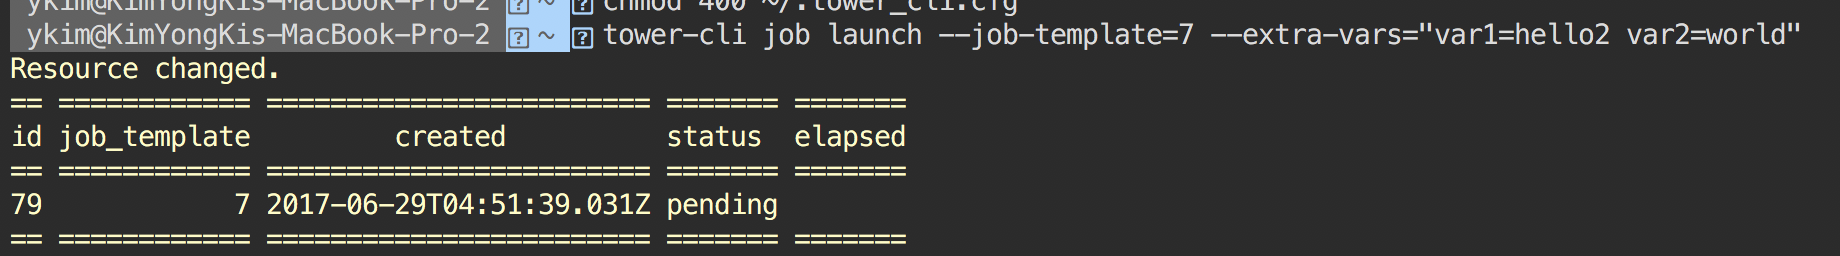 ykim@KimYongKis-MacBook-Pro-2 ~ chmod 400 ~/.tower_cli.cfg
ykim@KimYongKis-MacBook-Pro-2 ~ tower-cli job launch --job-template=7 --extra-vars="var1=hello2 var2=world"
Resource changed.
== ============ ======================== ======= =======
id job_template         created          status  elapsed
== ============ ======================== ======= =======
79            7 2017-06-29T04:51:39.031Z pending
== ============ ======================== ======= =======